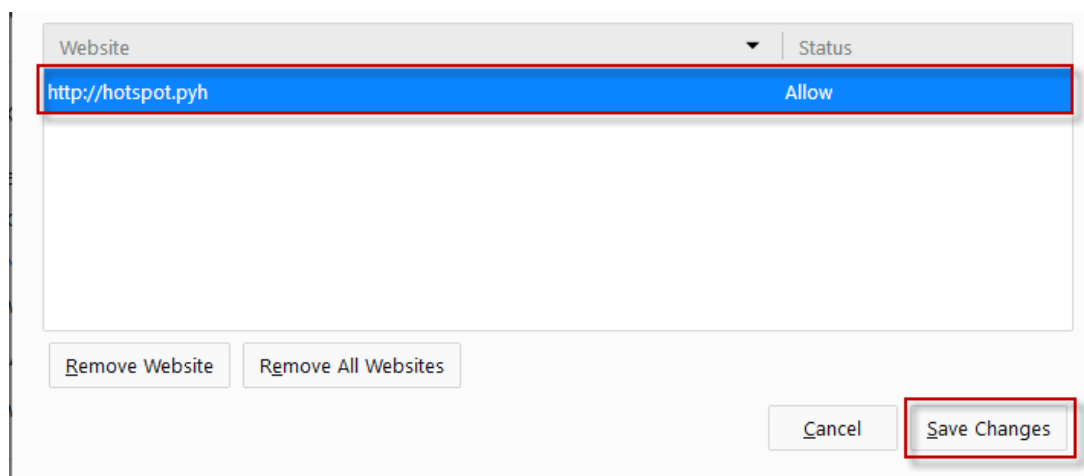 Website Status
http://hotspot.pyh Allow
Remove Website Remove All Websites
Cancel Save Changes